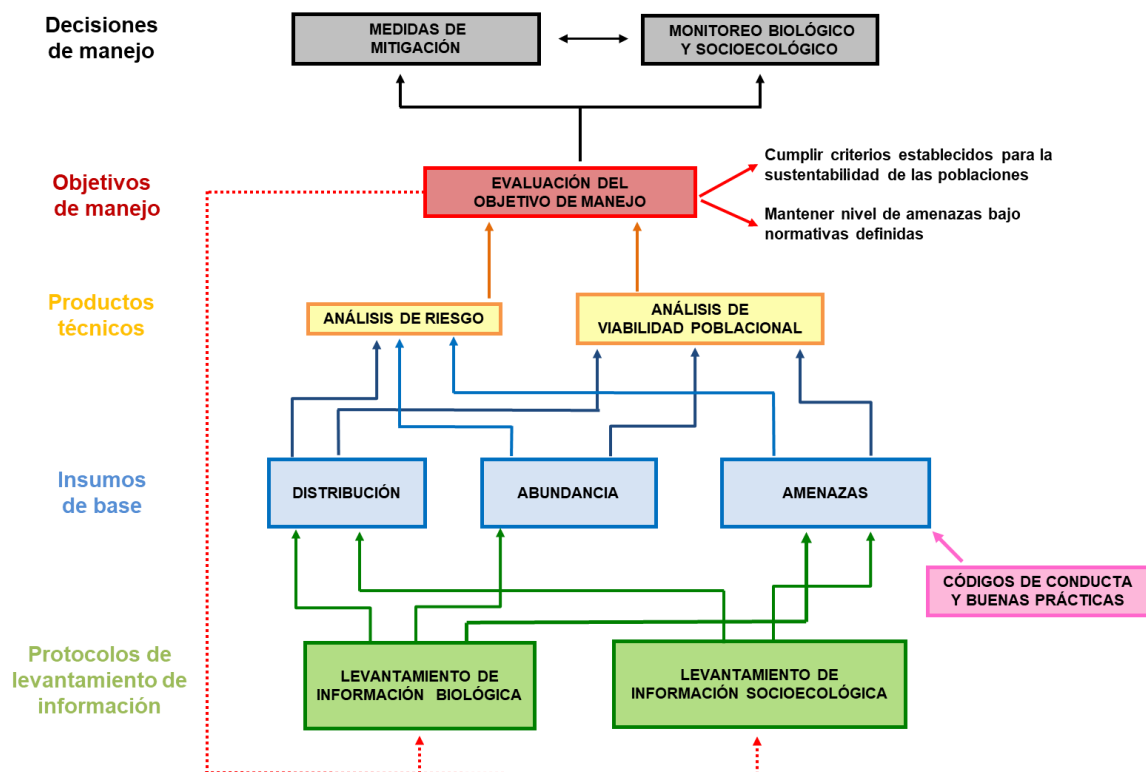 Decisiones
de manejo
MEDIDAS DE
MITIGACIÓN
MONITOREO BIOLÓGICO
Y SOCIOECOLÓGICO
Objetivos
de manejo
EVALUACIÓN DEL
OBJETIVO DE MANEJO
Cumplir criterios establecidos para la
sustentabilidad de las poblaciones
Mantener nivel de amenazas bajo
normativas definidas
Productos
técnicos
ANÁLISIS DE RIESGO
ANÁLISIS DE
VIABILIDAD POBLACIONAL
Insumos
de base
DISTRIBUCIÓN
ABUNDANCIA
AMENAZAS
CÓDIGOS DE CONDUCTA
Y BUENAS PRÁCTICAS
Protocolos de
levantamiento de
información
LEVANTAMIENTO DE
INFORMACIÓN BIOLÓGICA
LEVANTAMIENTO DE
INFORMACIÓN SOCIOECOLÓGICA